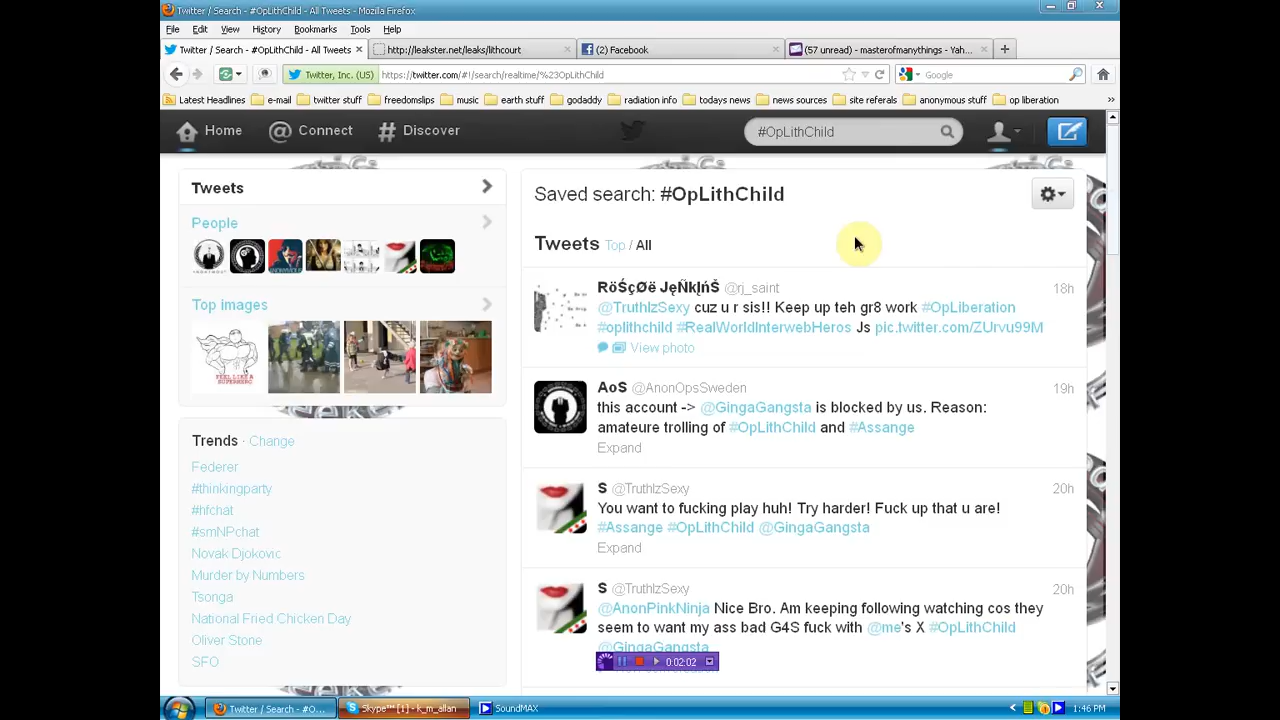 Twitter / Search - #OpLithChild - All Tweets - Mozilla Firefox
File Edit View History Bookmarks Tools Help
Twitter / Search - #OpLithChild - All Tweets
http://leakster.net/leaks/lithcourt
(2) Facebook
(57 unread) - masterofmanythings - Yah...
Twitter, Inc. (US)
https://twitter.com/#!/search/realtime/%23OpLithChild
Google
Latest Headlines e-mail twitter stuff freedomslips music earth stuff godaddy radiation info todays news news sources site referals anonymous stuff op liberation
Home Connect Discover
#OpLithChild
Tweets
People
Top images
FEEL LIKE A
SUPERHERO
Trends · Change
Federer
#thinkingparty
#hfchat
#smNPchat
Novak Djokovic
Murder by Numbers
Tsonga
National Fried Chicken Day
Oliver Stone
SFO
Saved search: #OpLithChild
Tweets Top / All
RöŚçØë JęÑkĮńŠ @rj_saint 18h
@TruthIzSexy cuz u r sis!! Keep up teh gr8 work #OpLiberation
#oplithchild #RealWorldInterwebHeros Js pic.twitter.com/ZUrvu99M
View photo
AoS @AnonOpsSweden 19h
this account -> @GingaGangsta is blocked by us. Reason:
amateure trolling of #OpLithChild and #Assange
Expand
S @TruthIzSexy 20h
You want to fucking play huh! Try harder! Fuck up that u are!
#Assange #OpLithChild @GingaGangsta
Expand
S @TruthIzSexy 20h
@AnonPinkNinja Nice Bro. Am keeping following watching cos they
seem to want my ass bad G4S fuck with @me's X #OpLithChild
@GingaGangsta
0:02:02
Twitter / Search - #O...
Skype™ [1] - k_m_allan
SoundMAX
1:46 PM